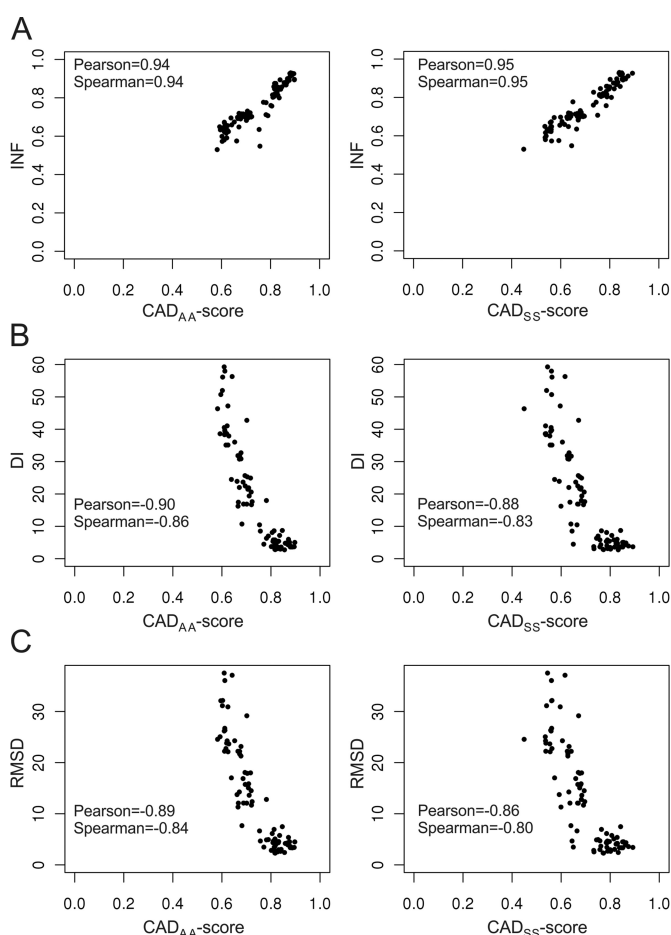 A
Pearson=0.94
Spearman=0.94
INF
0.0 0.2 0.4 0.6 0.8 1.0
0.0 0.2 0.4 0.6 0.8 1.0
CADAA-score
Pearson=0.95
Spearman=0.95
INF
0.0 0.2 0.4 0.6 0.8 1.0
0.0 0.2 0.4 0.6 0.8 1.0
CADSS-score
B
Pearson=-0.90
Spearman=-0.86
DI
0 10 20 30 40 50 60
0.0 0.2 0.4 0.6 0.8 1.0
CADAA-score
Pearson=-0.88
Spearman=-0.83
DI
0 10 20 30 40 50 60
0.0 0.2 0.4 0.6 0.8 1.0
CADSS-score
C
Pearson=-0.89
Spearman=-0.84
RMSD
0 10 20 30
0.0 0.2 0.4 0.6 0.8 1.0
CADAA-score
Pearson=-0.86
Spearman=-0.80
RMSD
0 10 20 30
0.0 0.2 0.4 0.6 0.8 1.0
CADSS-score